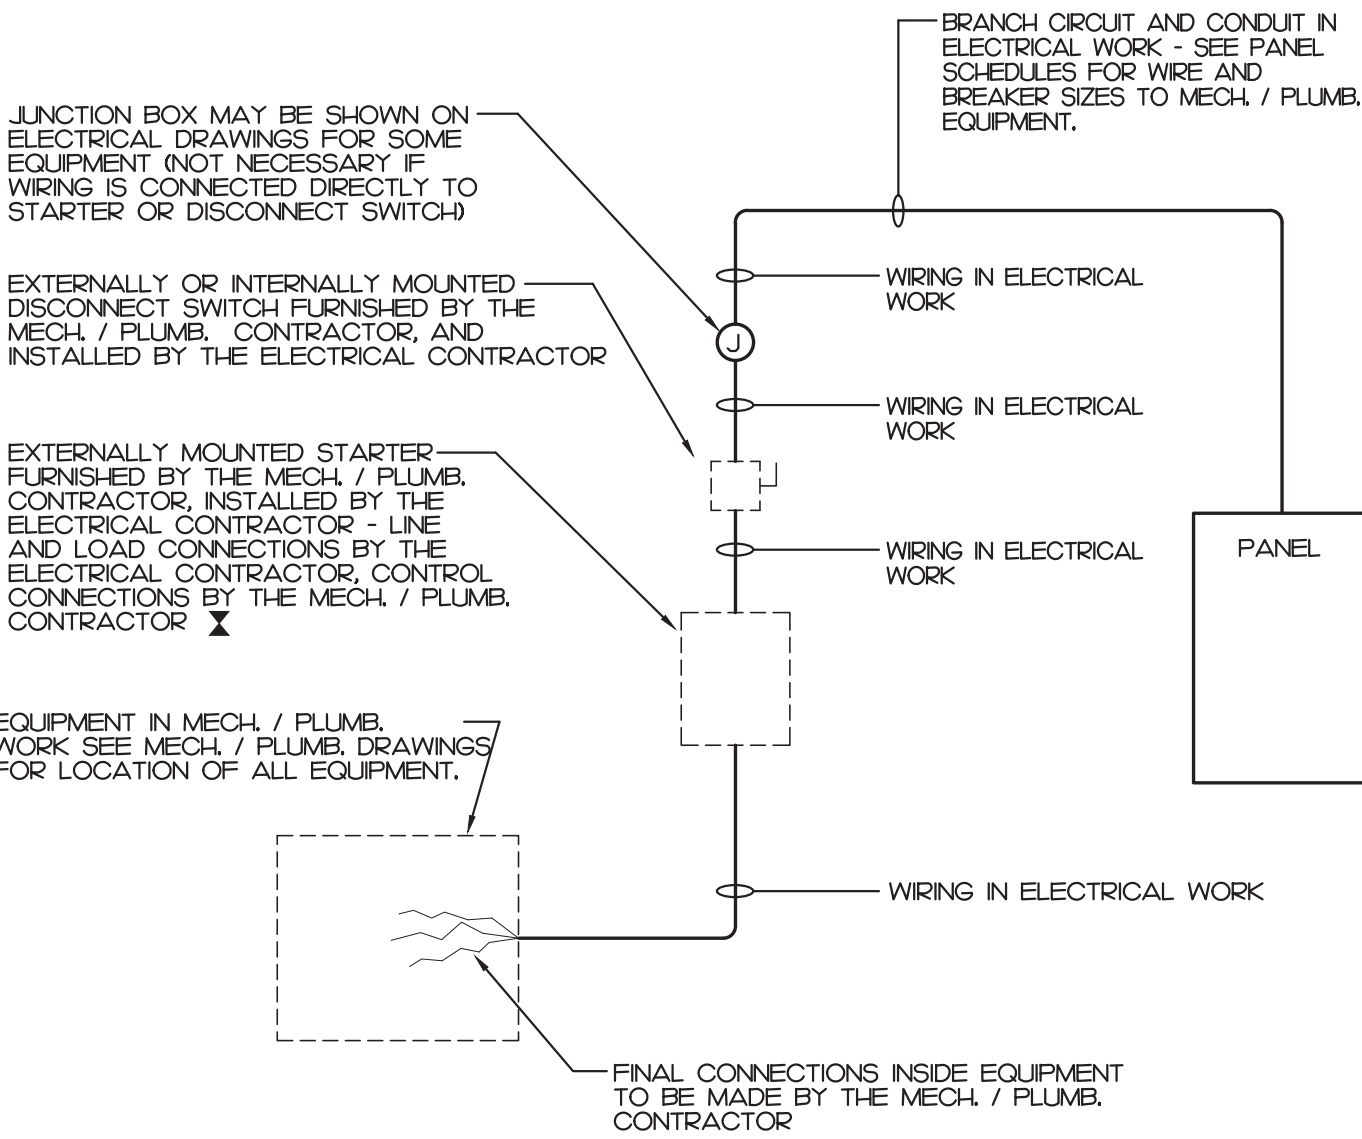 BRANCH CIRCUIT AND CONDUIT IN
ELECTRICAL WORK - SEE PANEL
SCHEDULES FOR WIRE AND
BREAKER SIZES TO MECH. / PLUMB.
EQUIPMENT.
JUNCTION BOX MAY BE SHOWN ON
ELECTRICAL DRAWINGS FOR SOME
EQUIPMENT (NOT NECESSARY IF
WIRING IS CONNECTED DIRECTLY TO
STARTER OR DISCONNECT SWITCH)
WIRING IN ELECTRICAL
WORK
EXTERNALLY OR INTERNALLY MOUNTED
DISCONNECT SWITCH FURNISHED BY THE
MECH. / PLUMB. CONTRACTOR, AND
INSTALLED BY THE ELECTRICAL CONTRACTOR
J
WIRING IN ELECTRICAL
WORK
EXTERNALLY MOUNTED STARTER
FURNISHED BY THE MECH. / PLUMB.
CONTRACTOR, INSTALLED BY THE
ELECTRICAL CONTRACTOR - LINE
AND LOAD CONNECTIONS BY THE
ELECTRICAL CONTRACTOR, CONTROL
CONNECTIONS BY THE MECH. / PLUMB.
CONTRACTOR
WIRING IN ELECTRICAL
WORK
PANEL
EQUIPMENT IN MECH. / PLUMB.
WORK SEE MECH. / PLUMB. DRAWINGS
FOR LOCATION OF ALL EQUIPMENT.
WIRING IN ELECTRICAL WORK
FINAL CONNECTIONS INSIDE EQUIPMENT
TO BE MADE BY THE MECH. / PLUMB.
CONTRACTOR